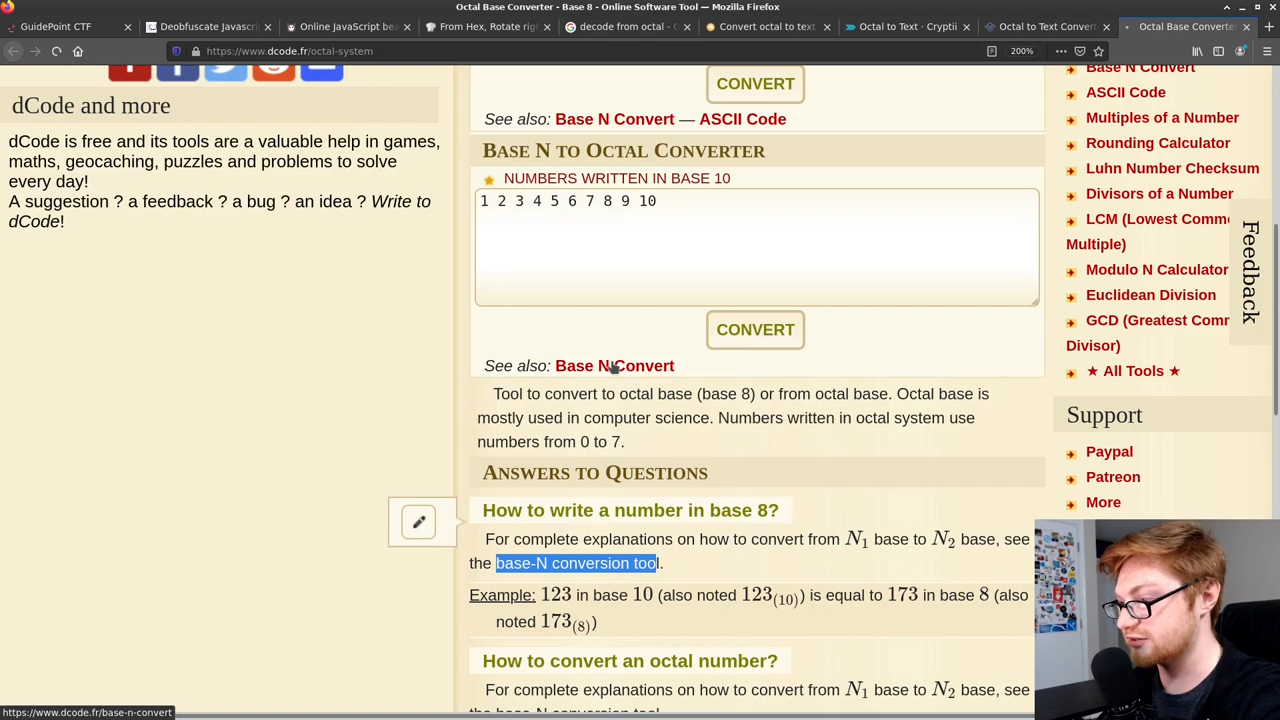 Octal Base Converter - Base 8 - Online Software Tool — Mozilla Firefox
GuidePoint CTF
Deobfuscate Javascri
Online JavaScript bea
From Hex, Rotate righ
decode from octal - G
Convert octal to text
Octal to Text · Cryptii
Octal to Text Convert
Octal Base Converter
https://www.dcode.fr/octal-system
200%
dCode and more
dCode is free and its tools are a valuable help in games,
maths, geocaching, puzzles and problems to solve
every day!
A suggestion ? a feedback ? a bug ? an idea ? Write to
dCode!
CONVERT
See also: Base N Convert — ASCII Code
BASE N TO OCTAL CONVERTER
NUMBERS WRITTEN IN BASE 10
1 2 3 4 5 6 7 8 9 10
CONVERT
See also: Base N Convert
Tool to convert to octal base (base 8) or from octal base. Octal base is
mostly used in computer science. Numbers written in octal system use
numbers from 0 to 7.
ANSWERS TO QUESTIONS
How to write a number in base 8?
For complete explanations on how to convert from N1 base to N2 base, see
the base-N conversion tool.
Example: 123 in base 10 (also noted 123(10)) is equal to 173 in base 8 (also
noted 173(8))
How to convert an octal number?
For complete explanations on how to convert from N1 base to N2 base, see
the base-N conversion tool
Base N Convert
ASCII Code
Multiples of a Number
Rounding Calculator
Luhn Number Checksum
Divisors of a Number
LCM (Lowest Comm
Multiple)
Modulo N Calculator
Euclidean Division
GCD (Greatest Comm
Divisor)
★ All Tools ★
Feedback
Support
Paypal
Patreon
More
https://www.dcode.fr/base-n-convert